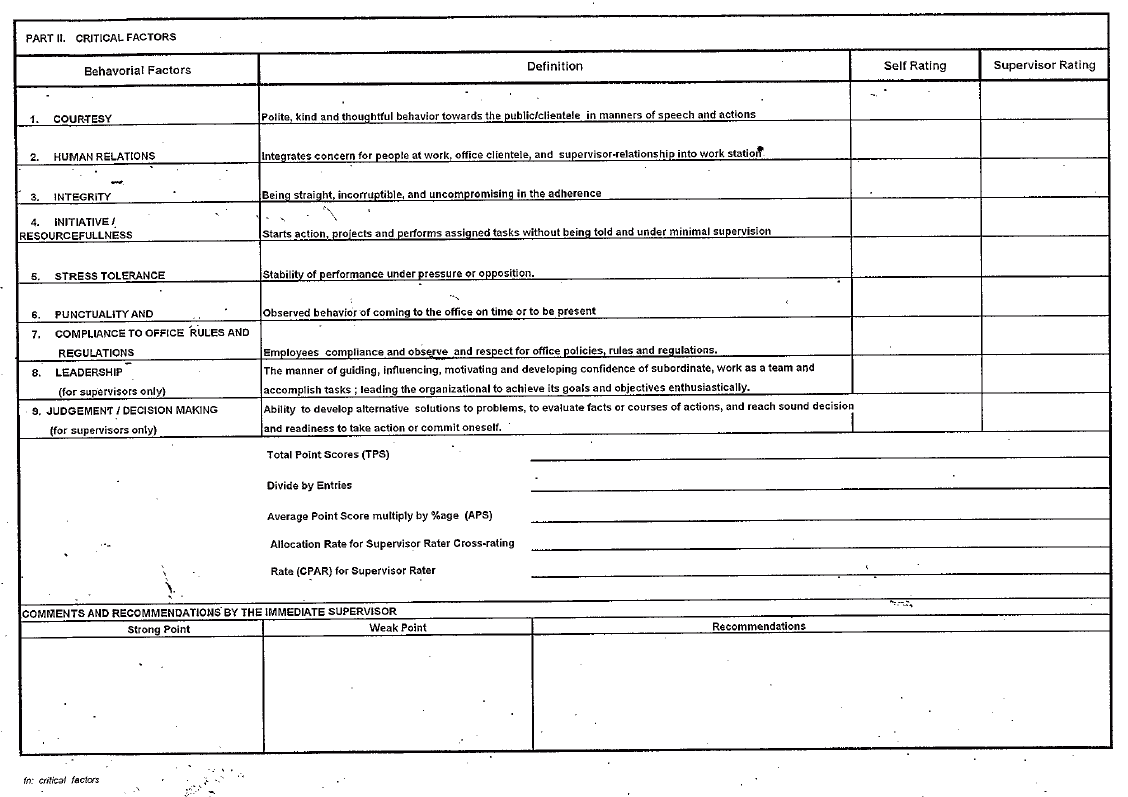 PART II. CRITICAL FACTORS
Behavorial Factors
Definition
Self Rating
Supervisor Rating
1. COURTESY
Polite, kind and thoughtful behavior towards the public/clientele in manners of speech and actions
2. HUMAN RELATIONS
Integrates concern for people at work, office clientele, and supervisor-relationship into work station
3. INTEGRITY
Being straight, incorruptible, and uncompromising in the adherence
4. INITIATIVE /
RESOURCEFULLNESS
Starts action, projects and performs assigned tasks without being told and under minimal supervision
5. STRESS TOLERANCE
Stability of performance under pressure or opposition.
6. PUNCTUALITY AND
Observed behavior of coming to the office on time or to be present
7. COMPLIANCE TO OFFICE RULES AND
REGULATIONS
Employees compliance and observe and respect for office policies, rules and regulations.
8. LEADERSHIP
(for supervisors only)
The manner of guiding, influencing, motivating and developing confidence of subordinate, work as a team and
accomplish tasks ; leading the organizational to achieve its goals and objectives enthusiastically.
9. JUDGEMENT / DECISION MAKING
(for supervisors only)
Ability to develop alternative solutions to problems, to evaluate facts or courses of actions, and reach sound decision
and readiness to take action or commit oneself.
Total Point Scores (TPS)
Divide by Entries
Average Point Score multiply by %age (APS)
Allocation Rate for Supervisor Rater Cross-rating
Rate (CPAR) for Supervisor Rater
COMMENTS AND RECOMMENDATIONS BY THE IMMEDIATE SUPERVISOR
Strong Point
Weak Point
Recommendations
fn: critical factors